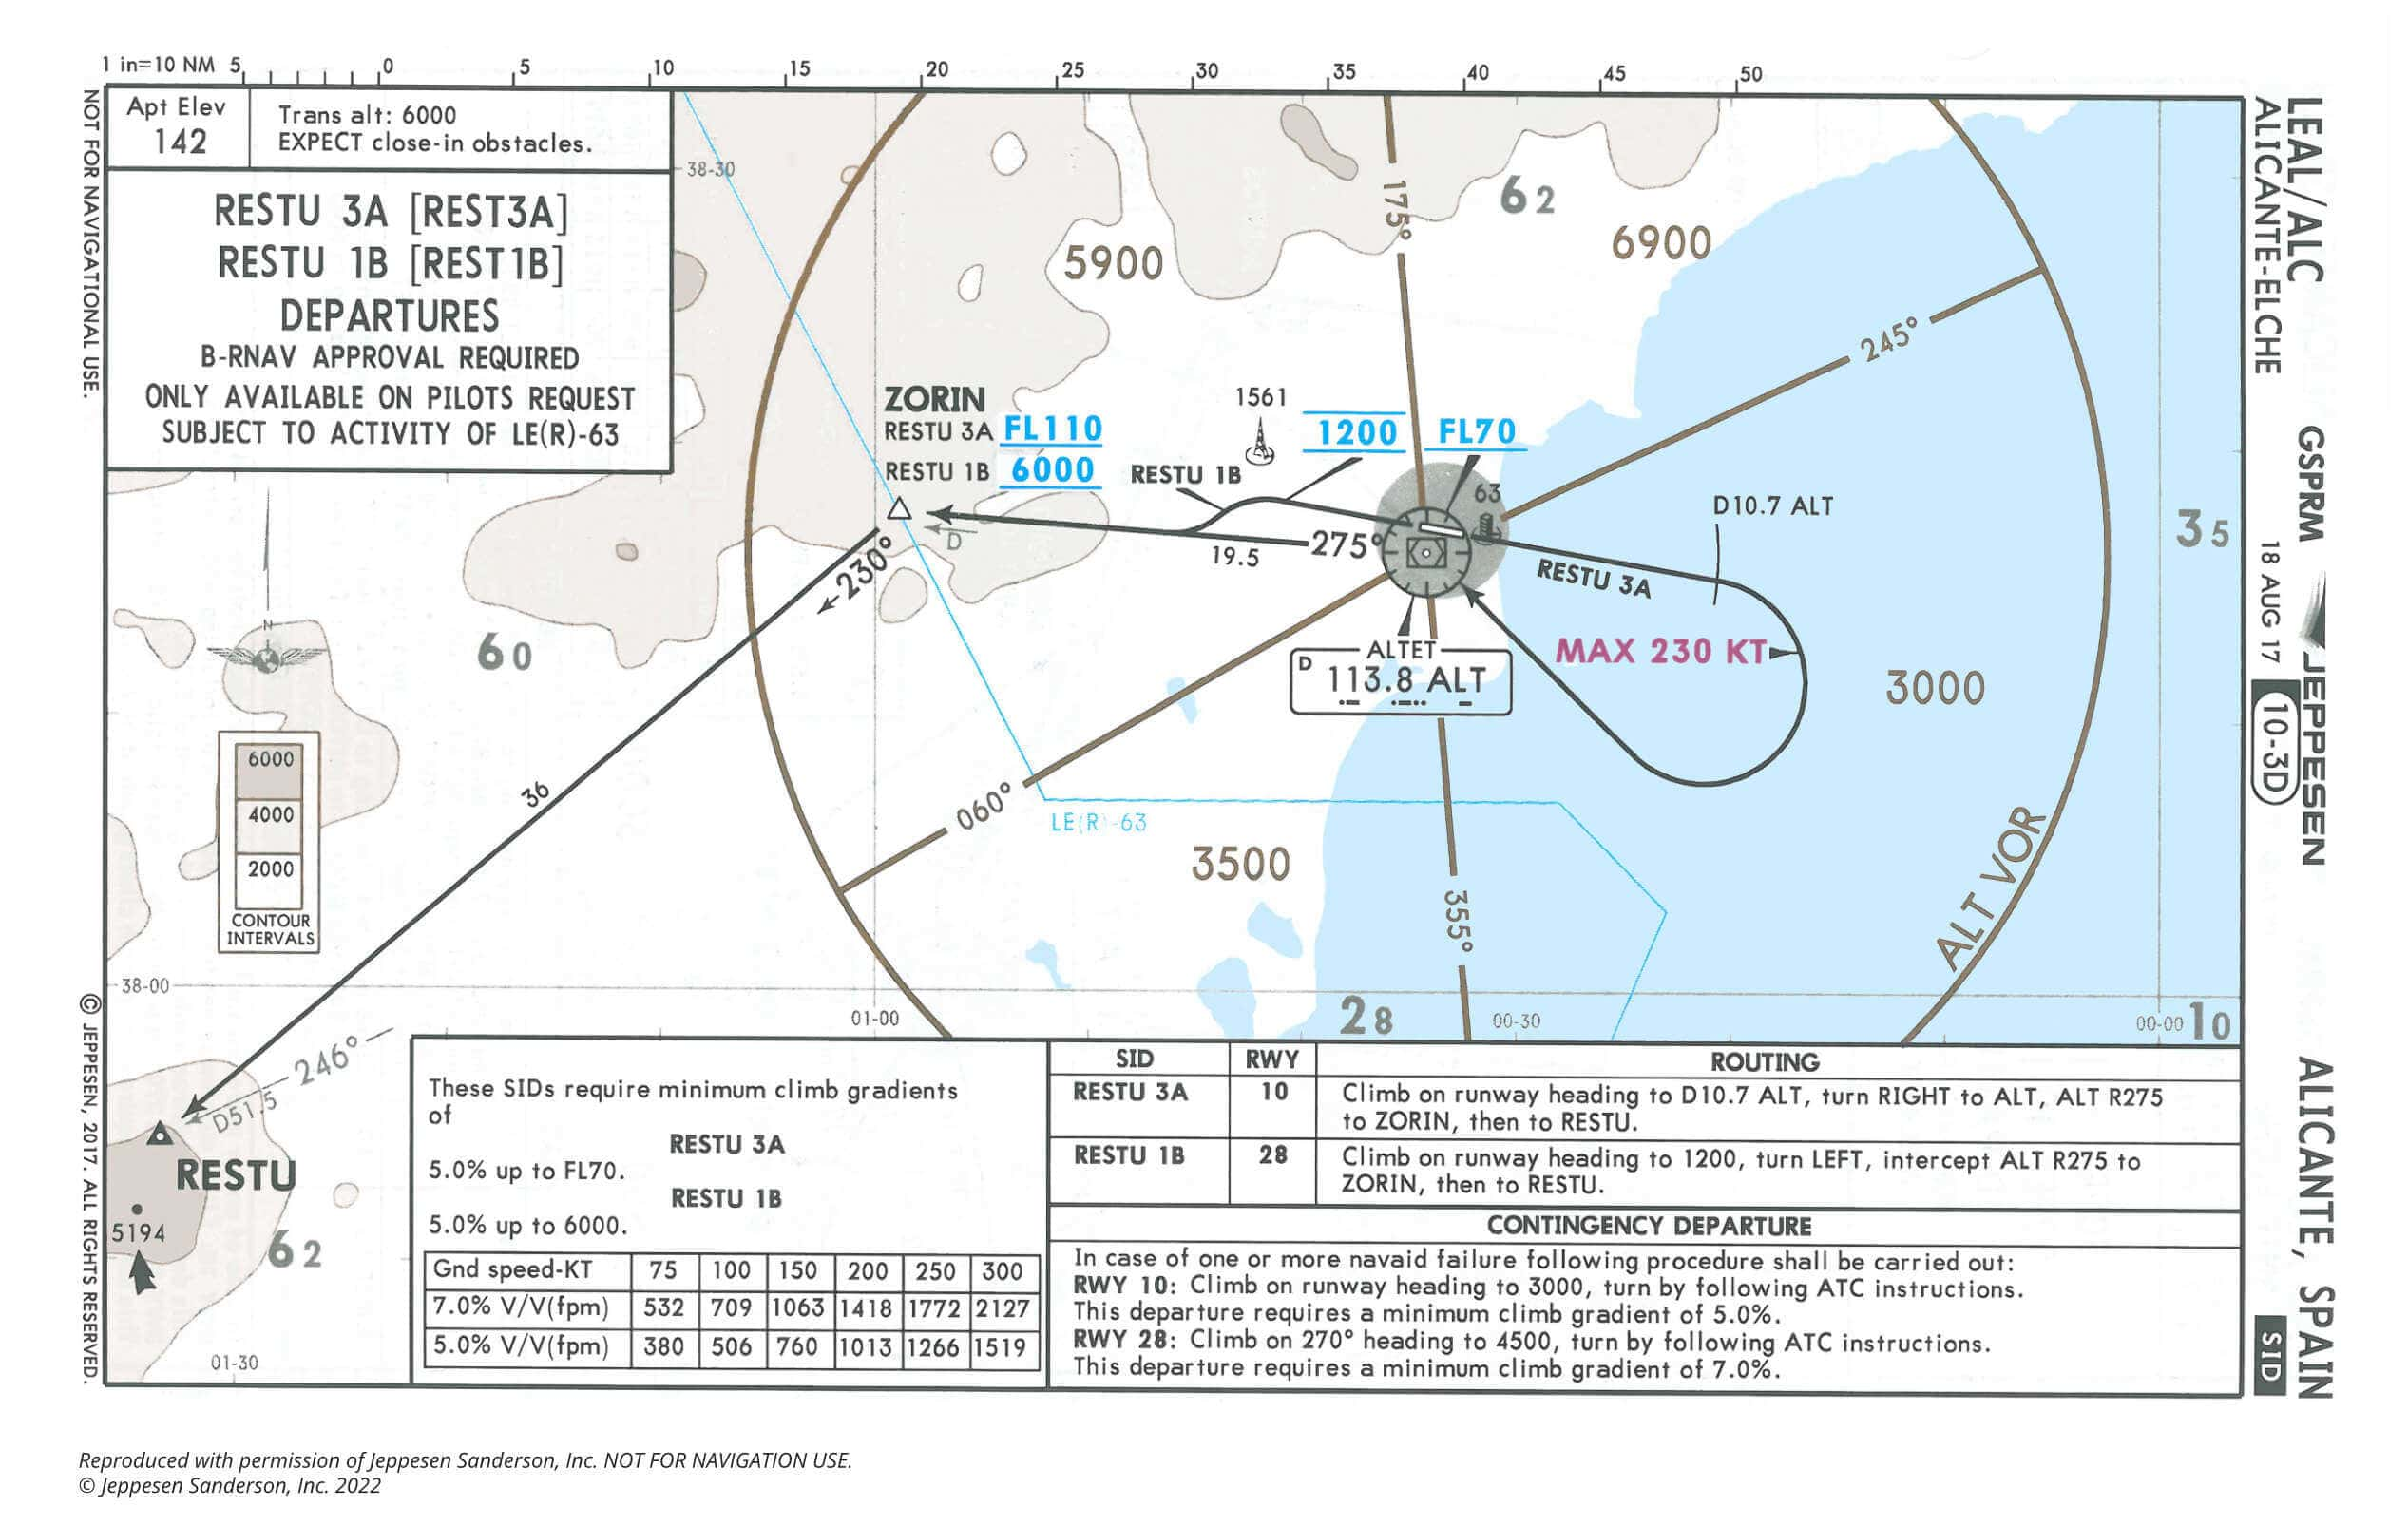 1 in=10 NM 5 0 5 10 15 20 25 30 35 40 45 50
NOT FOR NAVIGATIONAL USE.
Apt Elev
142
Trans alt: 6000
EXPECT close-in obstacles.
RESTU 3A [REST3A]
RESTU 1B [REST1B]
DEPARTURES
B-RNAV APPROVAL REQUIRED
ONLY AVAILABLE ON PILOTS REQUEST
SUBJECT TO ACTIVITY OF LE(R)-63
38-30
175°
62
6900
5900
245°
ZORIN
RESTU 3A FL110
RESTU 1B 6000
1561
1200
FL70
RESTU 1B
63
D10.7 ALT
35
D
19.5
275°
230°
RESTU 3A
MAX 230 KT
ALTET
D 113.8 ALT
3000
60
N
36
060°
LE(R)-63
3500
355°
ALT VOR
6000
4000
2000
CONTOUR
INTERVALS
38-00
01-00
28
00-30
00-00
10
246°
D51.5
RESTU
5194
62
01-30
© JEPPESEN, 2017. ALL RIGHTS RESERVED.
These SIDs require minimum climb gradients
of
RESTU 3A
5.0% up to FL70.
RESTU 1B
5.0% up to 6000.
Gnd speed-KT 75 100 150 200 250 300
7.0% V/V(fpm) 532 709 1063 1418 1772 2127
5.0% V/V(fpm) 380 506 760 1013 1266 1519
SID RWY ROUTING
RESTU 3A 10 Climb on runway heading to D10.7 ALT, turn RIGHT to ALT, ALT R275
to ZORIN, then to RESTU.
RESTU 1B 28 Climb on runway heading to 1200, turn LEFT, intercept ALT R275 to
ZORIN, then to RESTU.
CONTINGENCY DEPARTURE
In case of one or more navaid failure following procedure shall be carried out:
RWY 10: Climb on runway heading to 3000, turn by following ATC instructions.
This departure requires a minimum climb gradient of 5.0%.
RWY 28: Climb on 270° heading to 4500, turn by following ATC instructions.
This departure requires a minimum climb gradient of 7.0%.
LEAL/ALC
ALICANTE-ELCHE
GSPRM
18 AUG 17
JEPPESEN
10-3D
ALICANTE, SPAIN
SID
Reproduced with permission of Jeppesen Sanderson, Inc. NOT FOR NAVIGATION USE.
© Jeppesen Sanderson, Inc. 2022